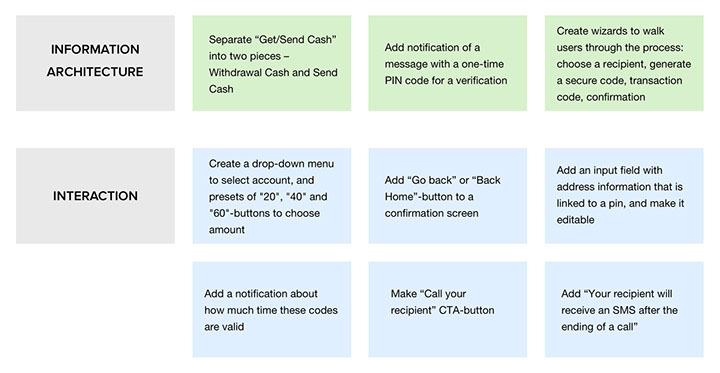 INFORMATION
ARCHITECTURE
Separate “Get/Send Cash”
into two pieces –
Withdrawal Cash and Send
Cash
Add notification of a
message with a one-time
PIN code for a verification
Create wizards to walk
users through the process:
choose a recipient, generate
a secure code, transaction
code, confirmation
INTERACTION
Create a drop-down menu
to select account, and
presets of "20", "40" and
"60"-buttons to choose
amount
Add “Go back” or “Back
Home”-button to a
confirmation screen
Add an input field with
address information that is
linked to a pin, and make it
editable
Add a notification about
how much time these codes
are valid
Make “Call your
recipient” CTA-button
Add “Your recipient will
receive an SMS after the
ending of a call”